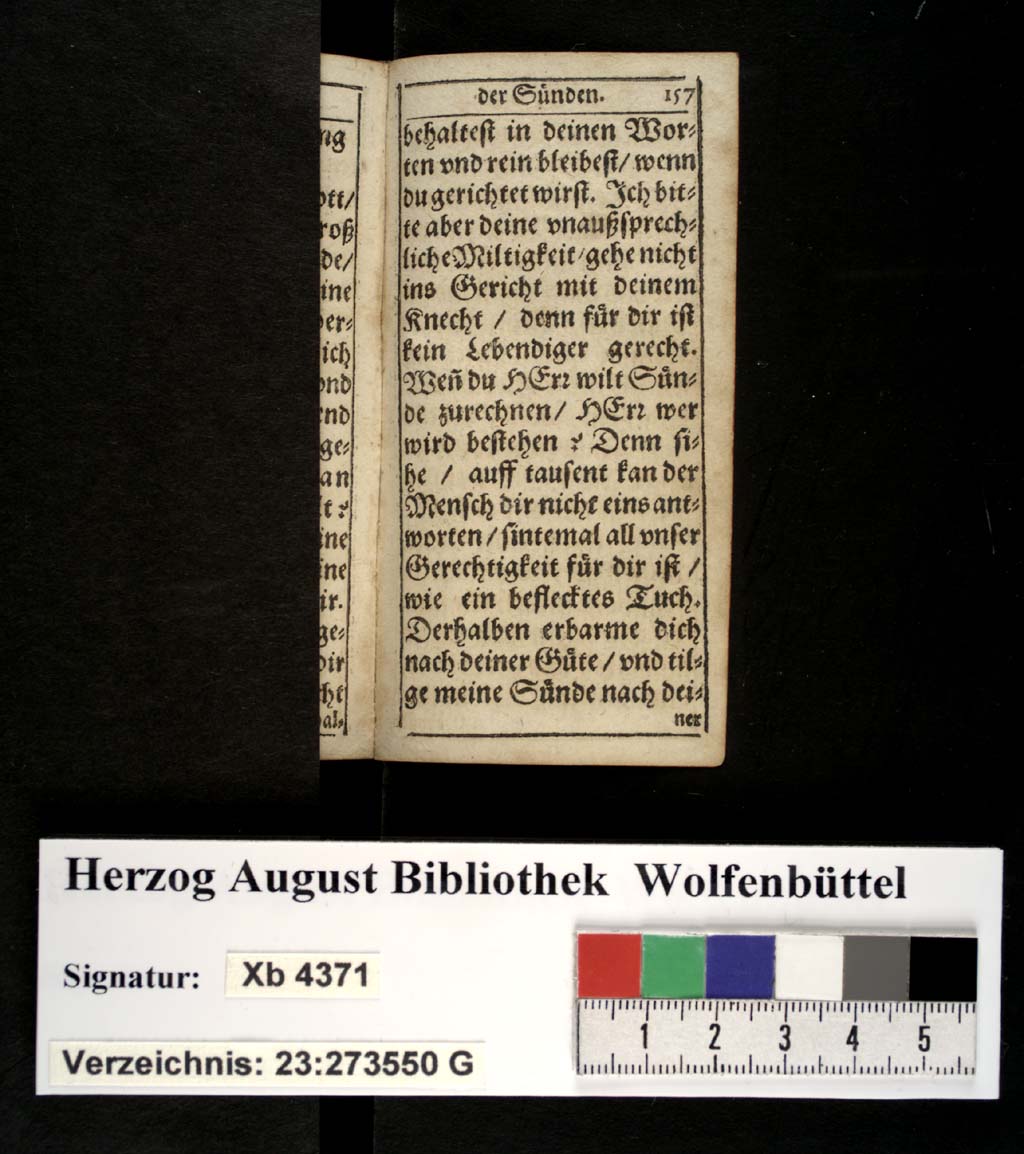 der Sünden. 157
behaltest in deinen Wor⸗
ten vnd rein bleibest/ wenn
du gerichtet wirst. Ich bit⸗
te aber deine vnaußsprech⸗
liche Miltigkeit/ gehe nicht
ins Gericht mit deinem
Knecht / denn für dir ist
kein Lebendiger gerecht.
Weñ du HErꝛ wilt Sün⸗
de zurechnen/ HErꝛ wer
wird bestehen ? Denn si⸗
he / auff tausent kan der
Mensch dir nicht eins ant⸗
worten/ sintemal all vnser
Gerechtigkeit für dir ist /
wie ein beflecktes Tuch.
Derhalben erbarme dich
nach deiner Güte / vnd til⸗
ge meine Sünde nach dei⸗
ner
Herzog August Bibliothek Wolfenbüttel
Signatur: Xb 4371
Verzeichnis: 23:273550 G
1 2 3 4 5